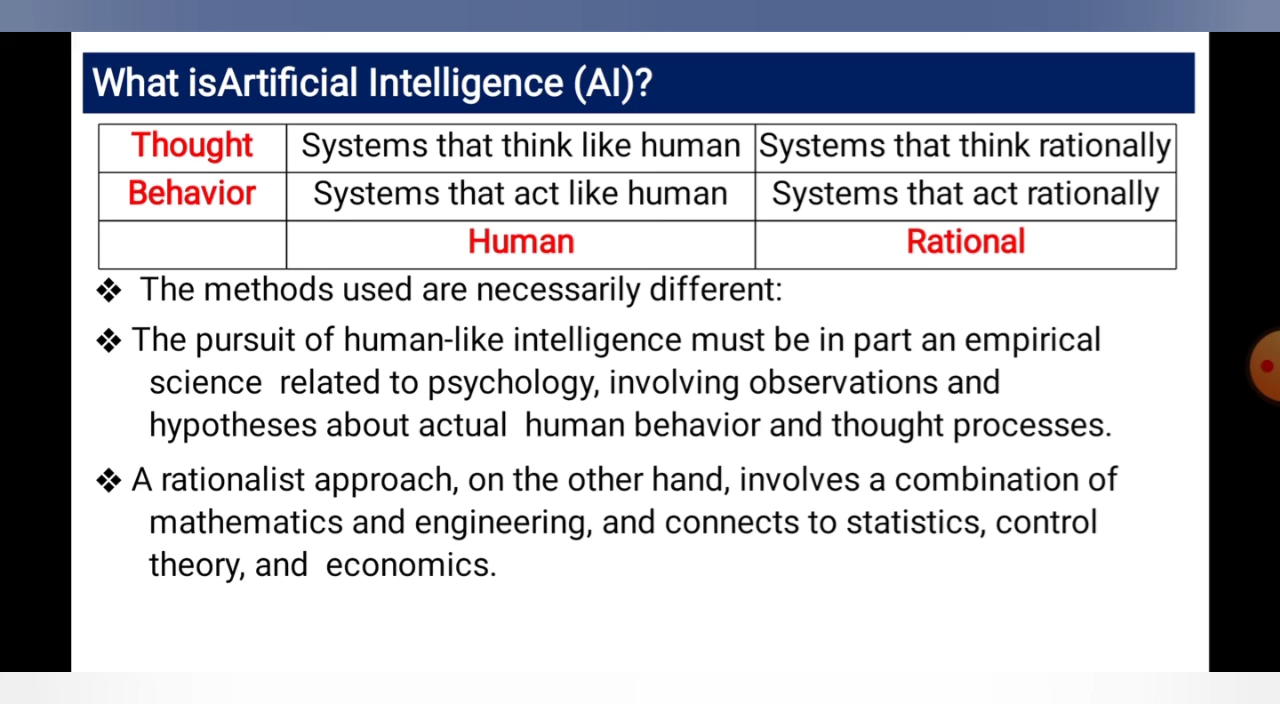 What isArtificial Intelligence (AI)?
Thought Systems that think like human Systems that think rationally
Behavior Systems that act like human Systems that act rationally
Human Rational
❖ The methods used are necessarily different:
❖ The pursuit of human-like intelligence must be in part an empirical
science related to psychology, involving observations and
hypotheses about actual human behavior and thought processes.
❖ A rationalist approach, on the other hand, involves a combination of
mathematics and engineering, and connects to statistics, control
theory, and economics.